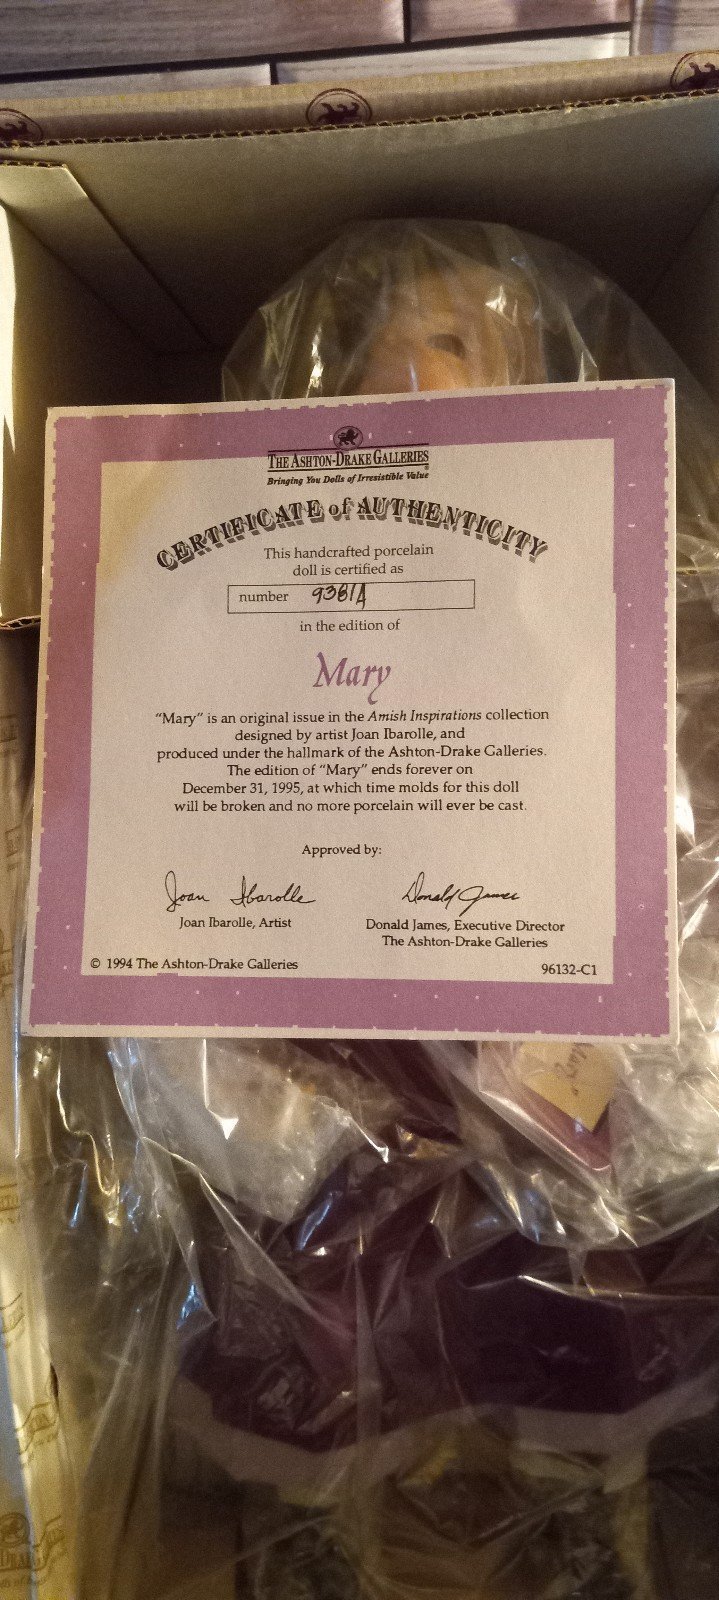 THE ASHTON-DRAKE GALLERIES
Bringing You Dolls of Irresistible Value®
CERTIFICATE of AUTHENTICITY
This handcrafted porcelain
doll is certified as
number 9361A
in the edition of
Mary
“Mary” is an original issue in the Amish Inspirations collection
designed by artist Joan Ibarolle, and
produced under the hallmark of the Ashton-Drake Galleries.
The edition of “Mary” ends forever on
December 31, 1995, at which time molds for this doll
will be broken and no more porcelain will ever be cast.
Approved by:
Joan Ibarolle Donald James
Joan Ibarolle, Artist Donald James, Executive Director
The Ashton-Drake Galleries
© 1994 The Ashton-Drake Galleries 96132-C1
"Mary"